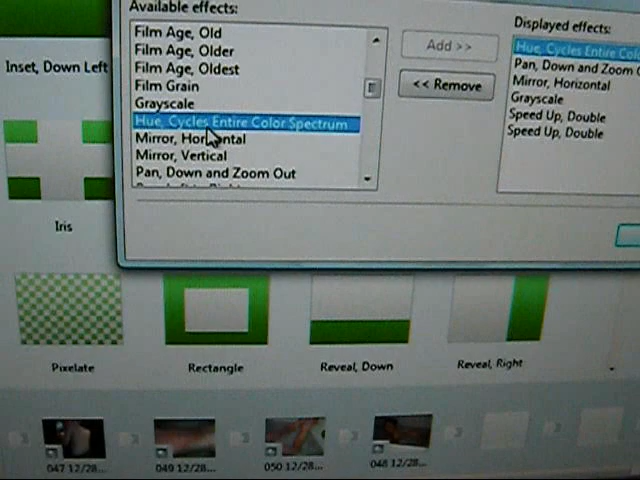 Available effects:
Film Age, Old
Film Age, Older
Film Age, Oldest
Film Grain
Grayscale
Hue, Cycles Entire Color Spectrum
Mirror, Horizontal
Mirror, Vertical
Pan, Down and Zoom Out
Add >>
<< Remove
Displayed effects:
Hue, Cycles Entire Colo
Pan, Down and Zoom O
Mirror, Horizontal
Grayscale
Speed Up, Double
Speed Up, Double
Inset, Down Left
Iris
Pixelate
Rectangle
Reveal, Down
Reveal, Right
047 12/28...
049 12/28...
050 12/28...
048 12/28...